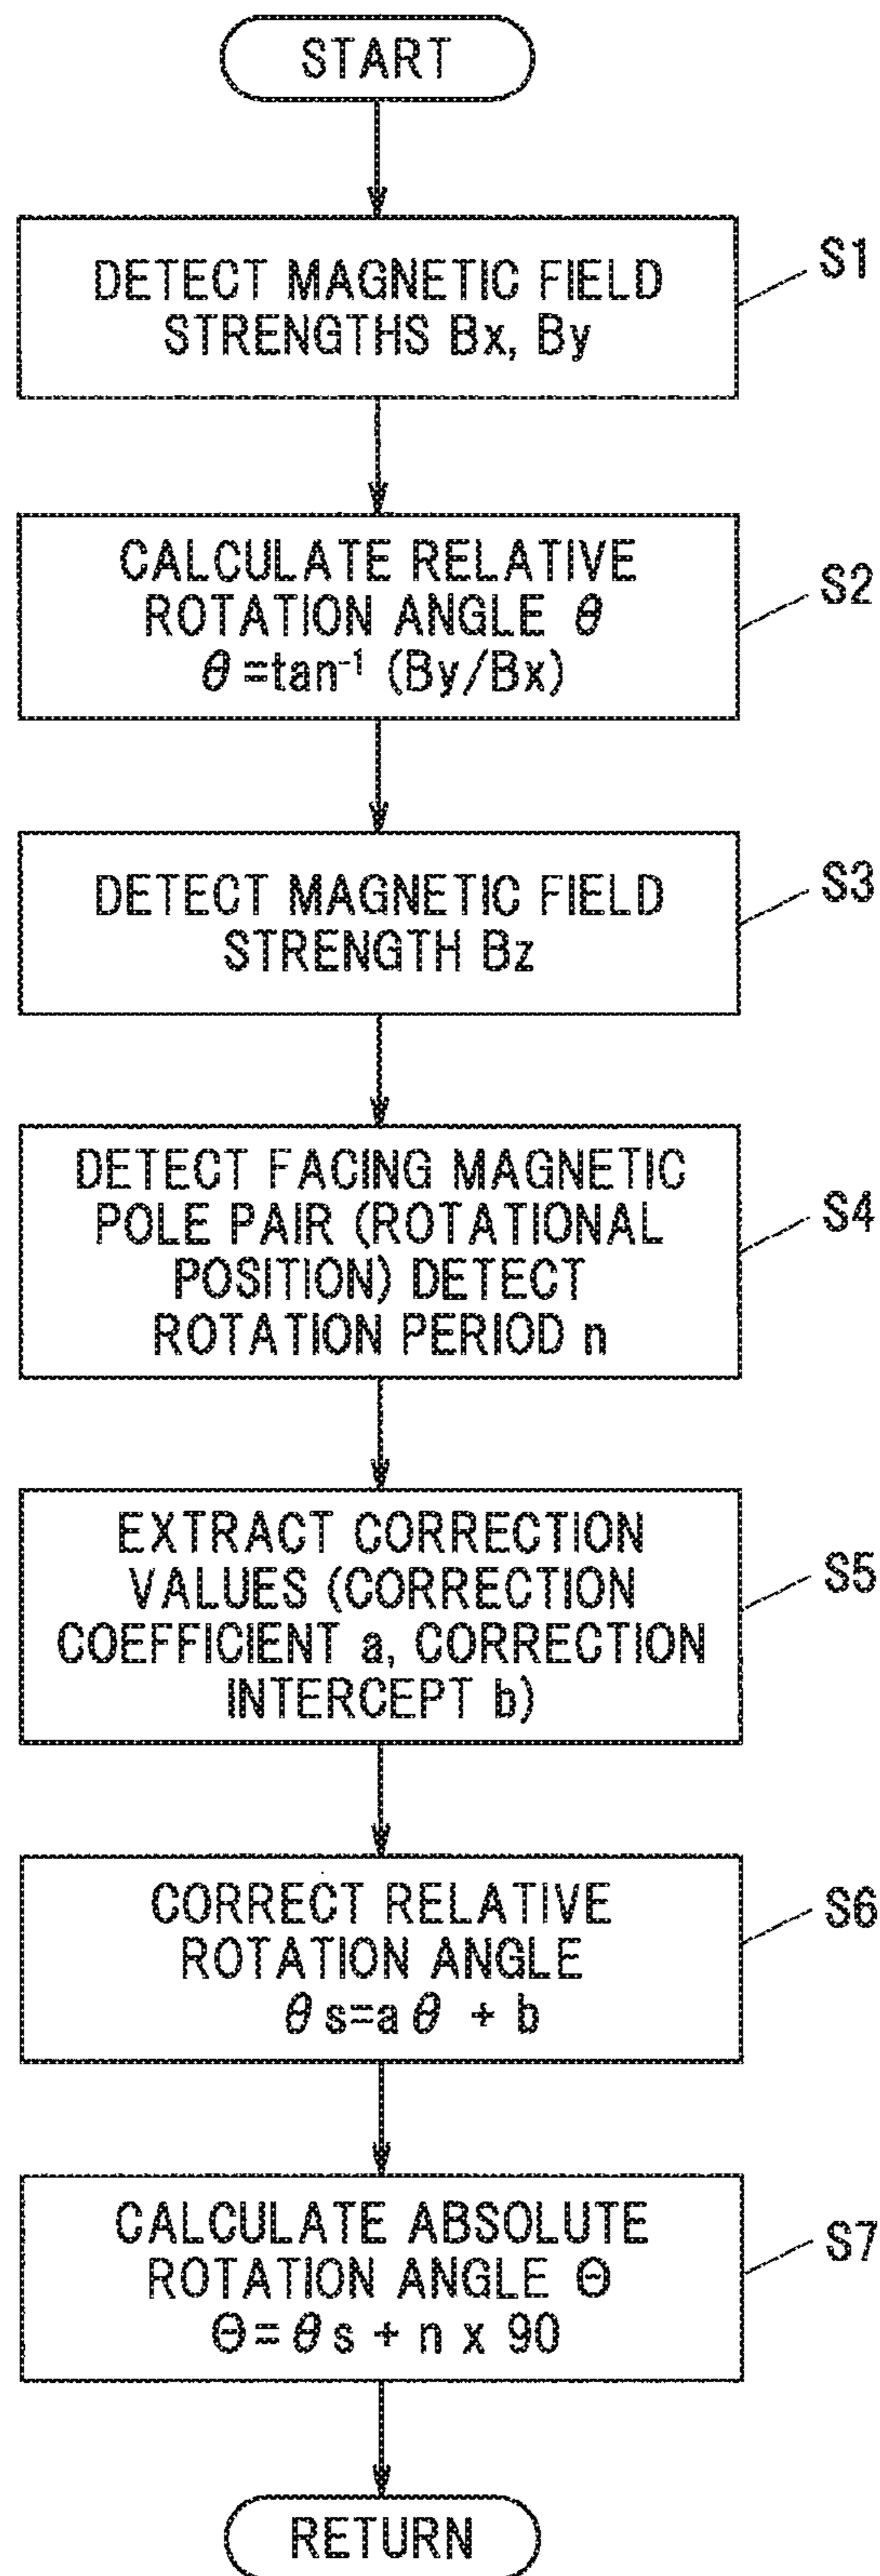 START
DETECT MAGNETIC FIELD
STRENGTHS Bx, By
S1
CALCULATE RELATIVE
ROTATION ANGLE θ
θ=tan⁻¹ (By/Bx)
S2
DETECT MAGNETIC FIELD
STRENGTH Bz
S3
DETECT FACING MAGNETIC
POLE PAIR (ROTATIONAL
POSITION) DETECT
ROTATION PERIOD n
S4
EXTRACT CORRECTION
VALUES (CORRECTION
COEFFICIENT a, CORRECTION
INTERCEPT b)
S5
CORRECT RELATIVE
ROTATION ANGLE
θs=aθ + b
S6
CALCULATE ABSOLUTE
ROTATION ANGLE Θ
Θ=θs + n x 90
S7
RETURN